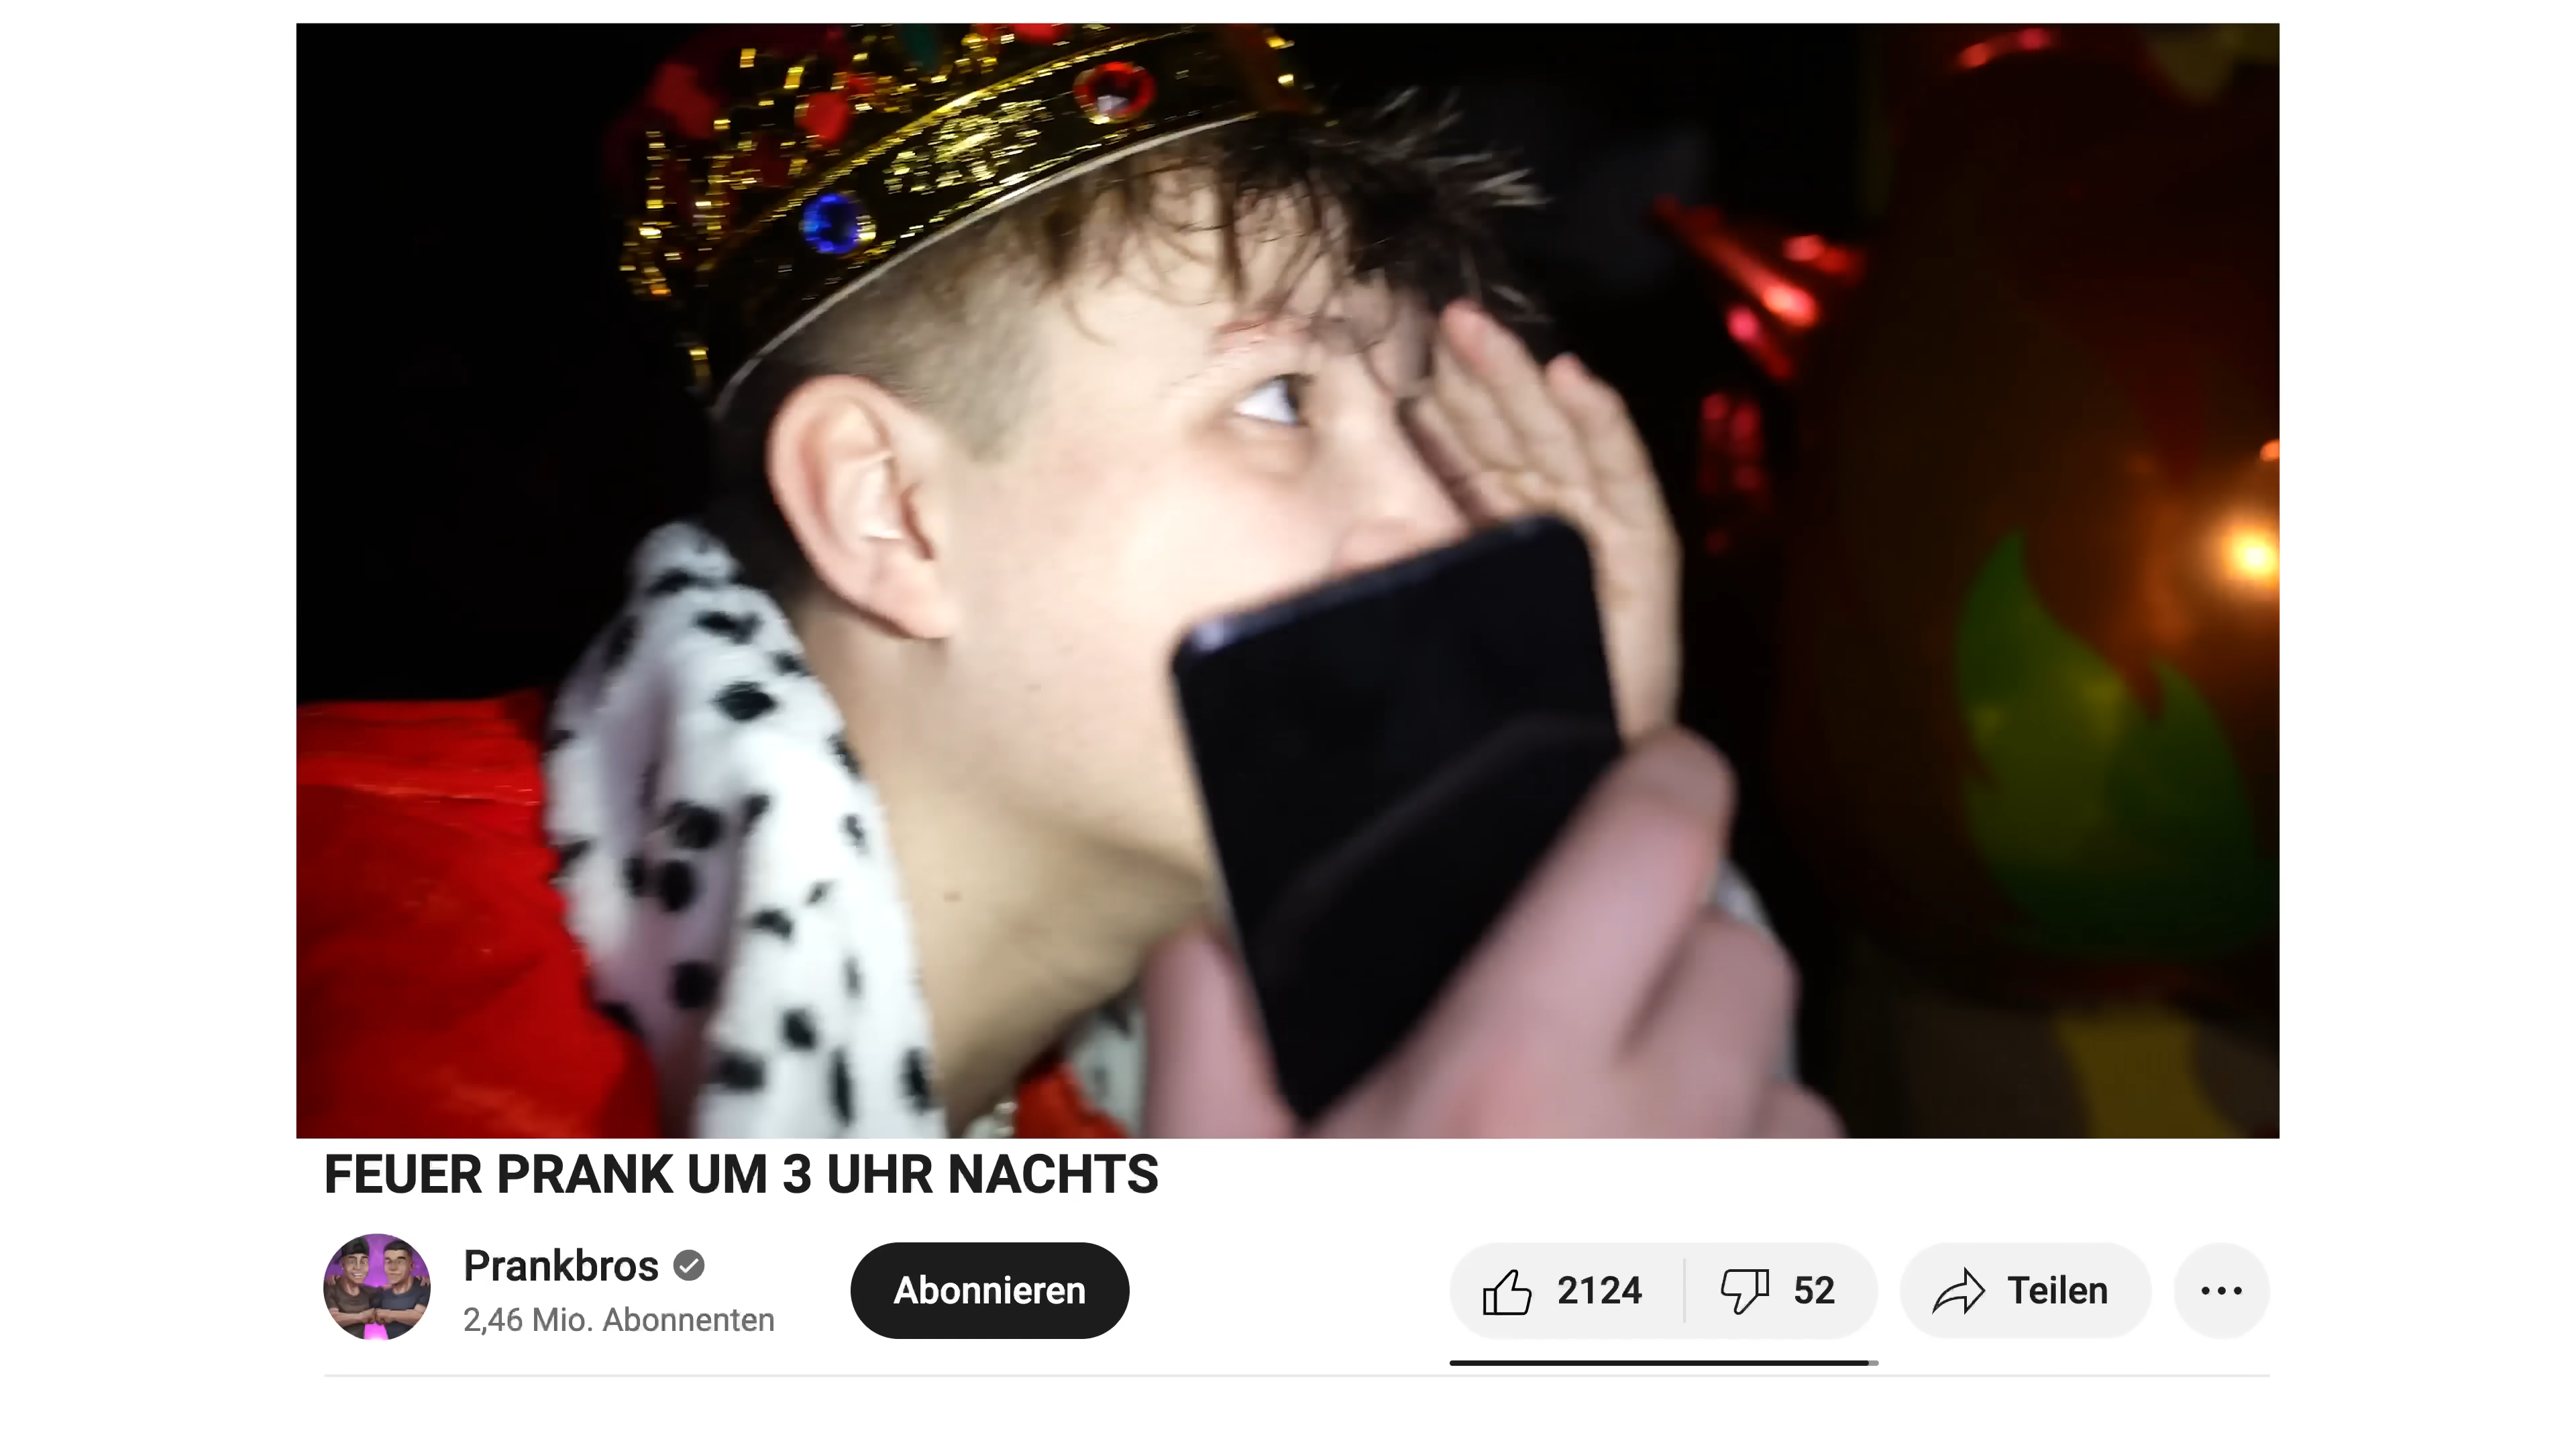 FEUER PRANK UM 3 UHR NACHTS
Prankbros
2,46 Mio. Abonnenten
Abonnieren
2124
52
Teilen